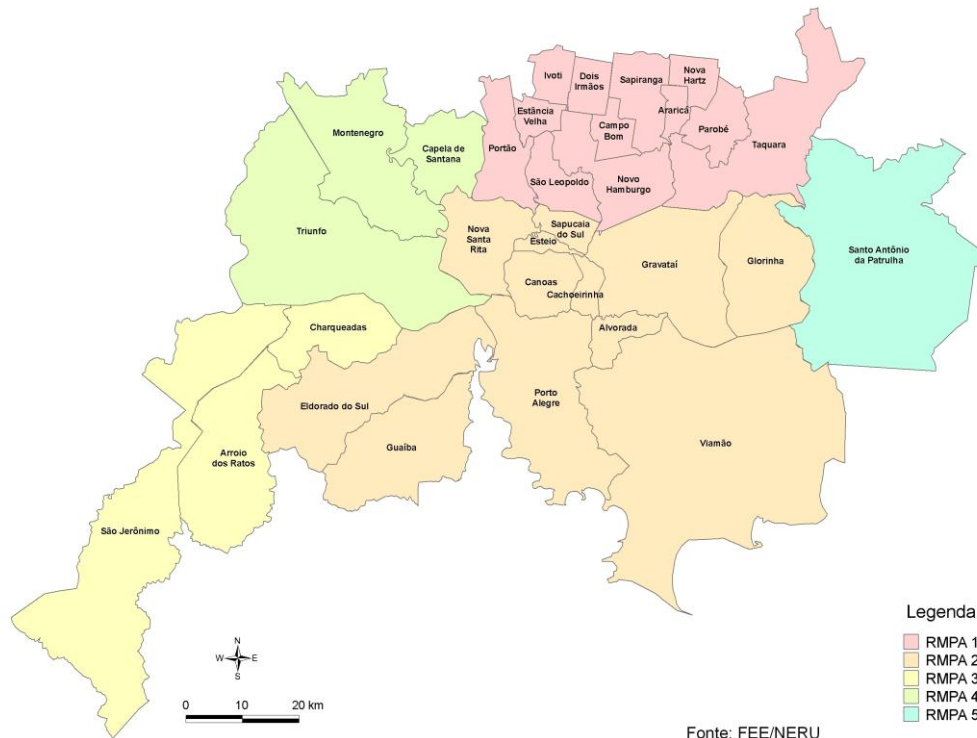 Ivoti
Dois
Irmãos
Sapiranga
Nova
Hartz
Montenegro
Estância
Velha
Araricá
Campo
Bom
Parobé
Taquara
Capela de
Santana
Portão
São Leopoldo
Novo
Hamburgo
Triunfo
Nova
Santa
Rita
Sapucaia
do Sul
Esteio
Gravataí
Glorinha
Santo Antônio
da Patrulha
Canoas
Cachoeirinha
Charqueadas
Alvorada
Eldorado do Sul
Porto
Alegre
Guaíba
Viamão
Arroio
dos Ratos
São Jerônimo
N
W E
S
0 10 20 km
Legenda
RMPA 1
RMPA 2
RMPA 3
RMPA 4
RMPA 5
Fonte: FEE/NERU